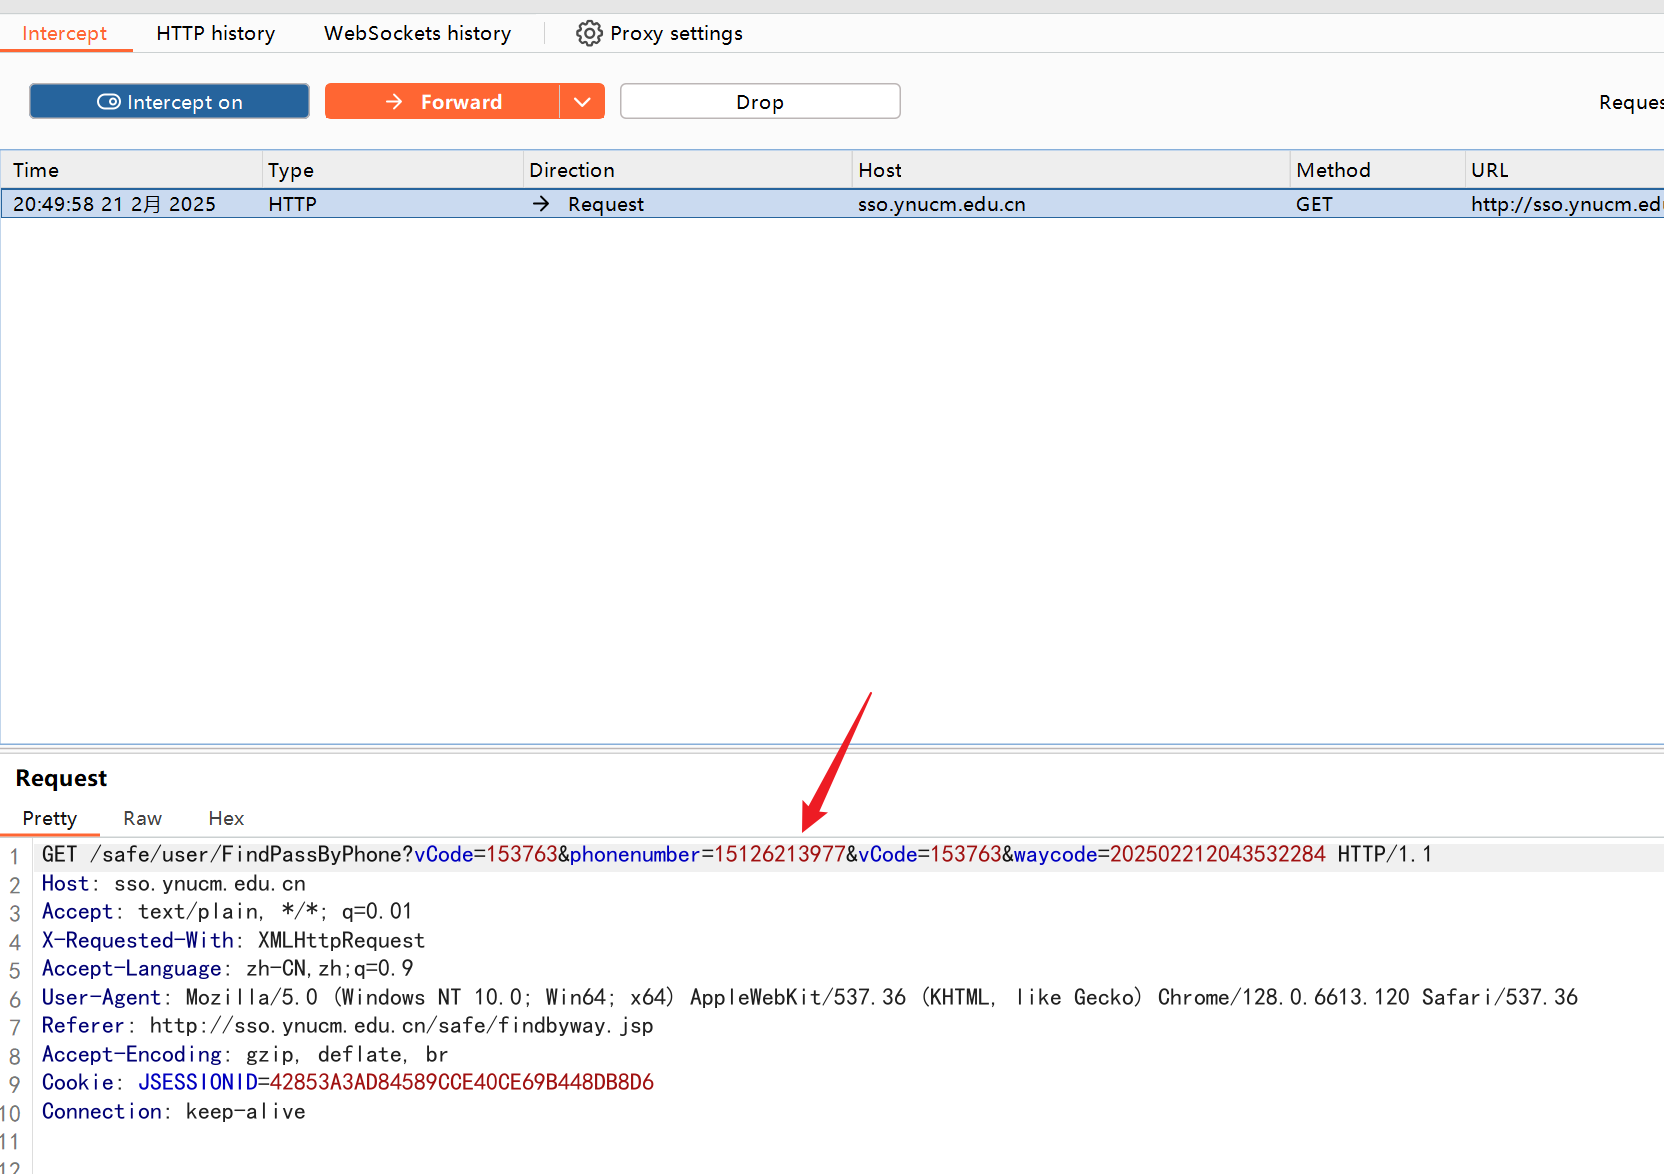 Intercept HTTP history WebSockets history Proxy settings
Intercept on Forward Drop Reques
Time Type Direction Host Method URL
20:49:58 21 2月 2025 HTTP → Request sso.ynucm.edu.cn GET http://sso.ynucm.edu
Request
Pretty Raw Hex
1 GET /safe/user/FindPassByPhone?vCode=153763&phonenumber=15126213977&vCode=153763&waycode=202502212043532284 HTTP/1.1
2 Host: sso.ynucm.edu.cn
3 Accept: text/plain, */*; q=0.01
4 X-Requested-With: XMLHttpRequest
5 Accept-Language: zh-CN,zh;q=0.9
6 User-Agent: Mozilla/5.0 (Windows NT 10.0; Win64; x64) AppleWebKit/537.36 (KHTML, like Gecko) Chrome/128.0.6613.120 Safari/537.36
7 Referer: http://sso.ynucm.edu.cn/safe/findbyway.jsp
8 Accept-Encoding: gzip, deflate, br
9 Cookie: JSESSIONID=42853A3AD84589CCE40CE69B448DB8D6
10 Connection: keep-alive
11
12